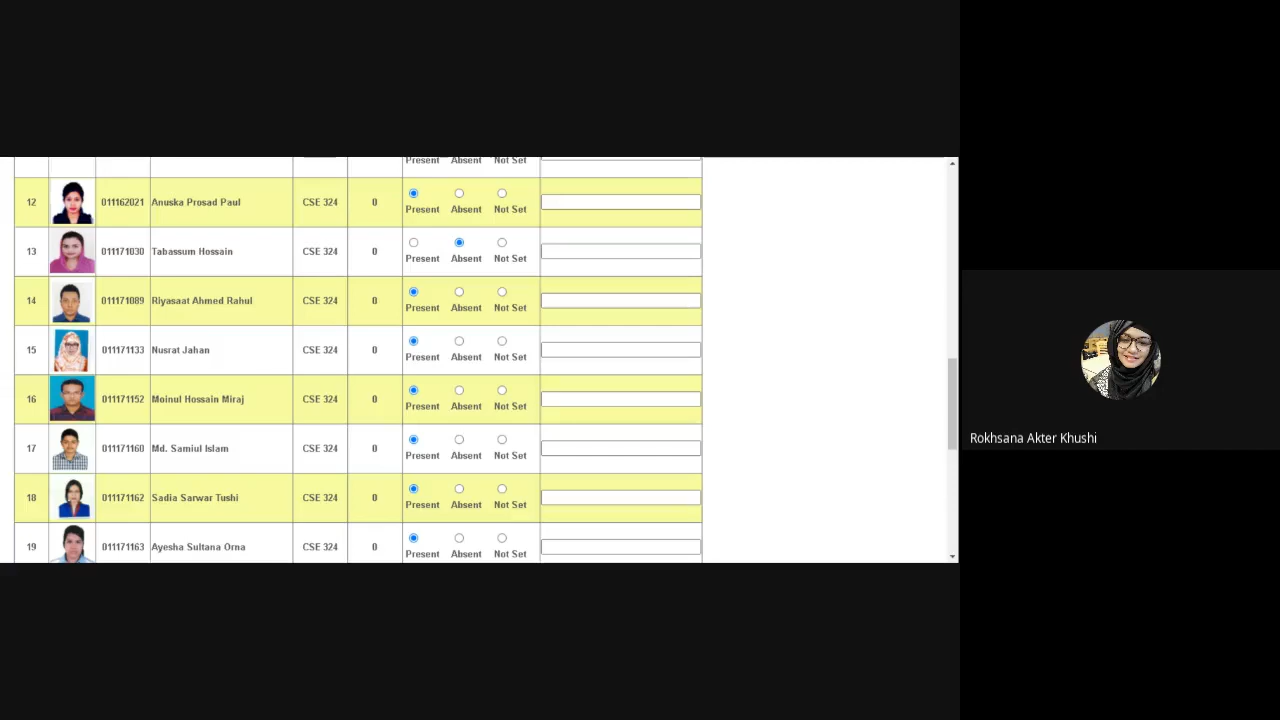 Present Absent Not Set
12 011162021 Anuska Prosad Paul CSE 324 0 Present Absent Not Set
13 011171030 Tabassum Hossain CSE 324 0 Present Absent Not Set
14 011171089 Riyasaat Ahmed Rahul CSE 324 0 Present Absent Not Set
15 011171133 Nusrat Jahan CSE 324 0 Present Absent Not Set
16 011171152 Moinul Hossain Miraj CSE 324 0 Present Absent Not Set
17 011171160 Md. Samiul Islam CSE 324 0 Present Absent Not Set
18 011171162 Sadia Sarwar Tushi CSE 324 0 Present Absent Not Set
19 011171163 Ayesha Sultana Orna CSE 324 0 Present Absent Not Set
Rokhsana Akter Khushi